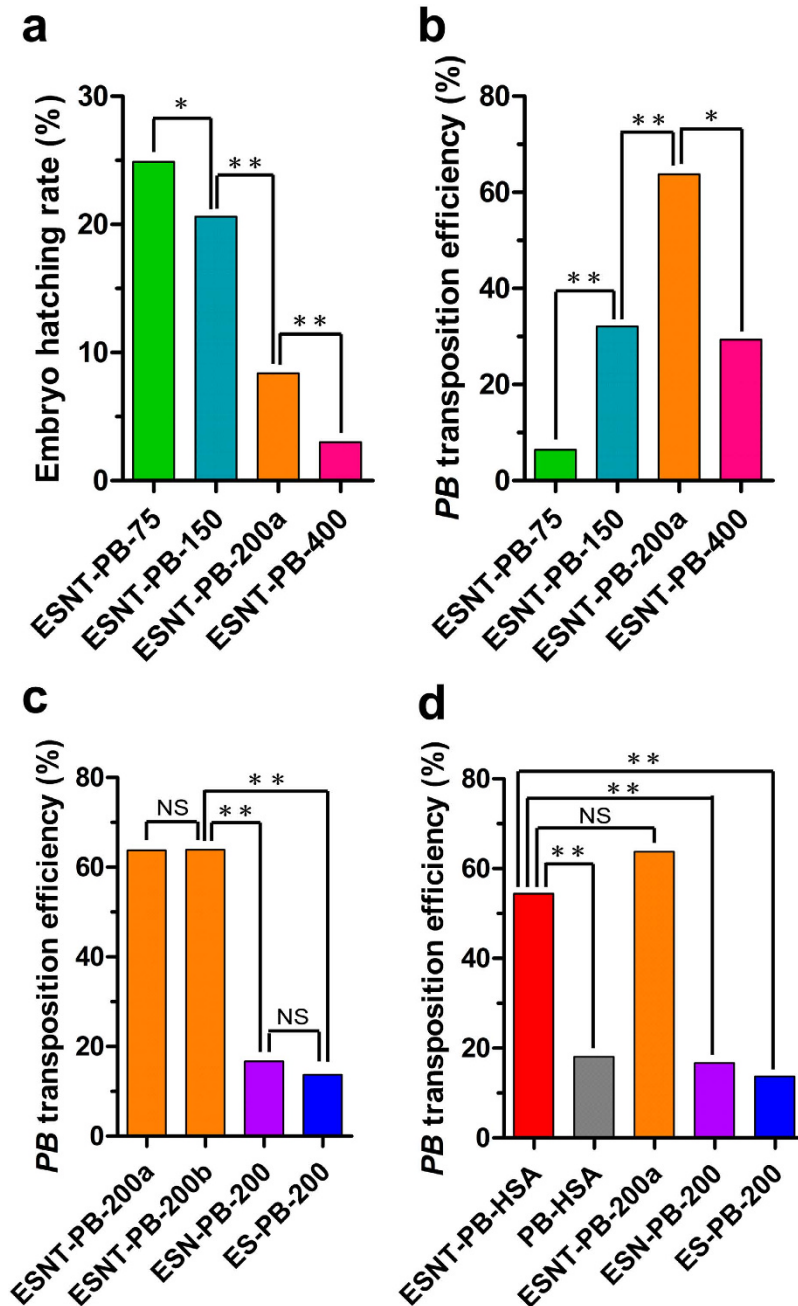 a
Embryo hatching rate (%)
30
20
10
0
*
* *
* *
ESNT-PB-75
ESNT-PB-150
ESNT-PB-200a
ESNT-PB-400
b
PB transposition efficiency (%)
80
60
40
20
0
* *
* *
*
ESNT-PB-75
ESNT-PB-150
ESNT-PB-200a
ESNT-PB-400
c
PB transposition efficiency (%)
80
60
40
20
0
NS
* *
* *
NS
ESNT-PB-200a
ESNT-PB-200b
ESN-PB-200
ES-PB-200
d
PB transposition efficiency (%)
80
60
40
20
0
* *
* *
NS
* *
ESNT-PB-HSA
PB-HSA
ESNT-PB-200a
ESN-PB-200
ES-PB-200